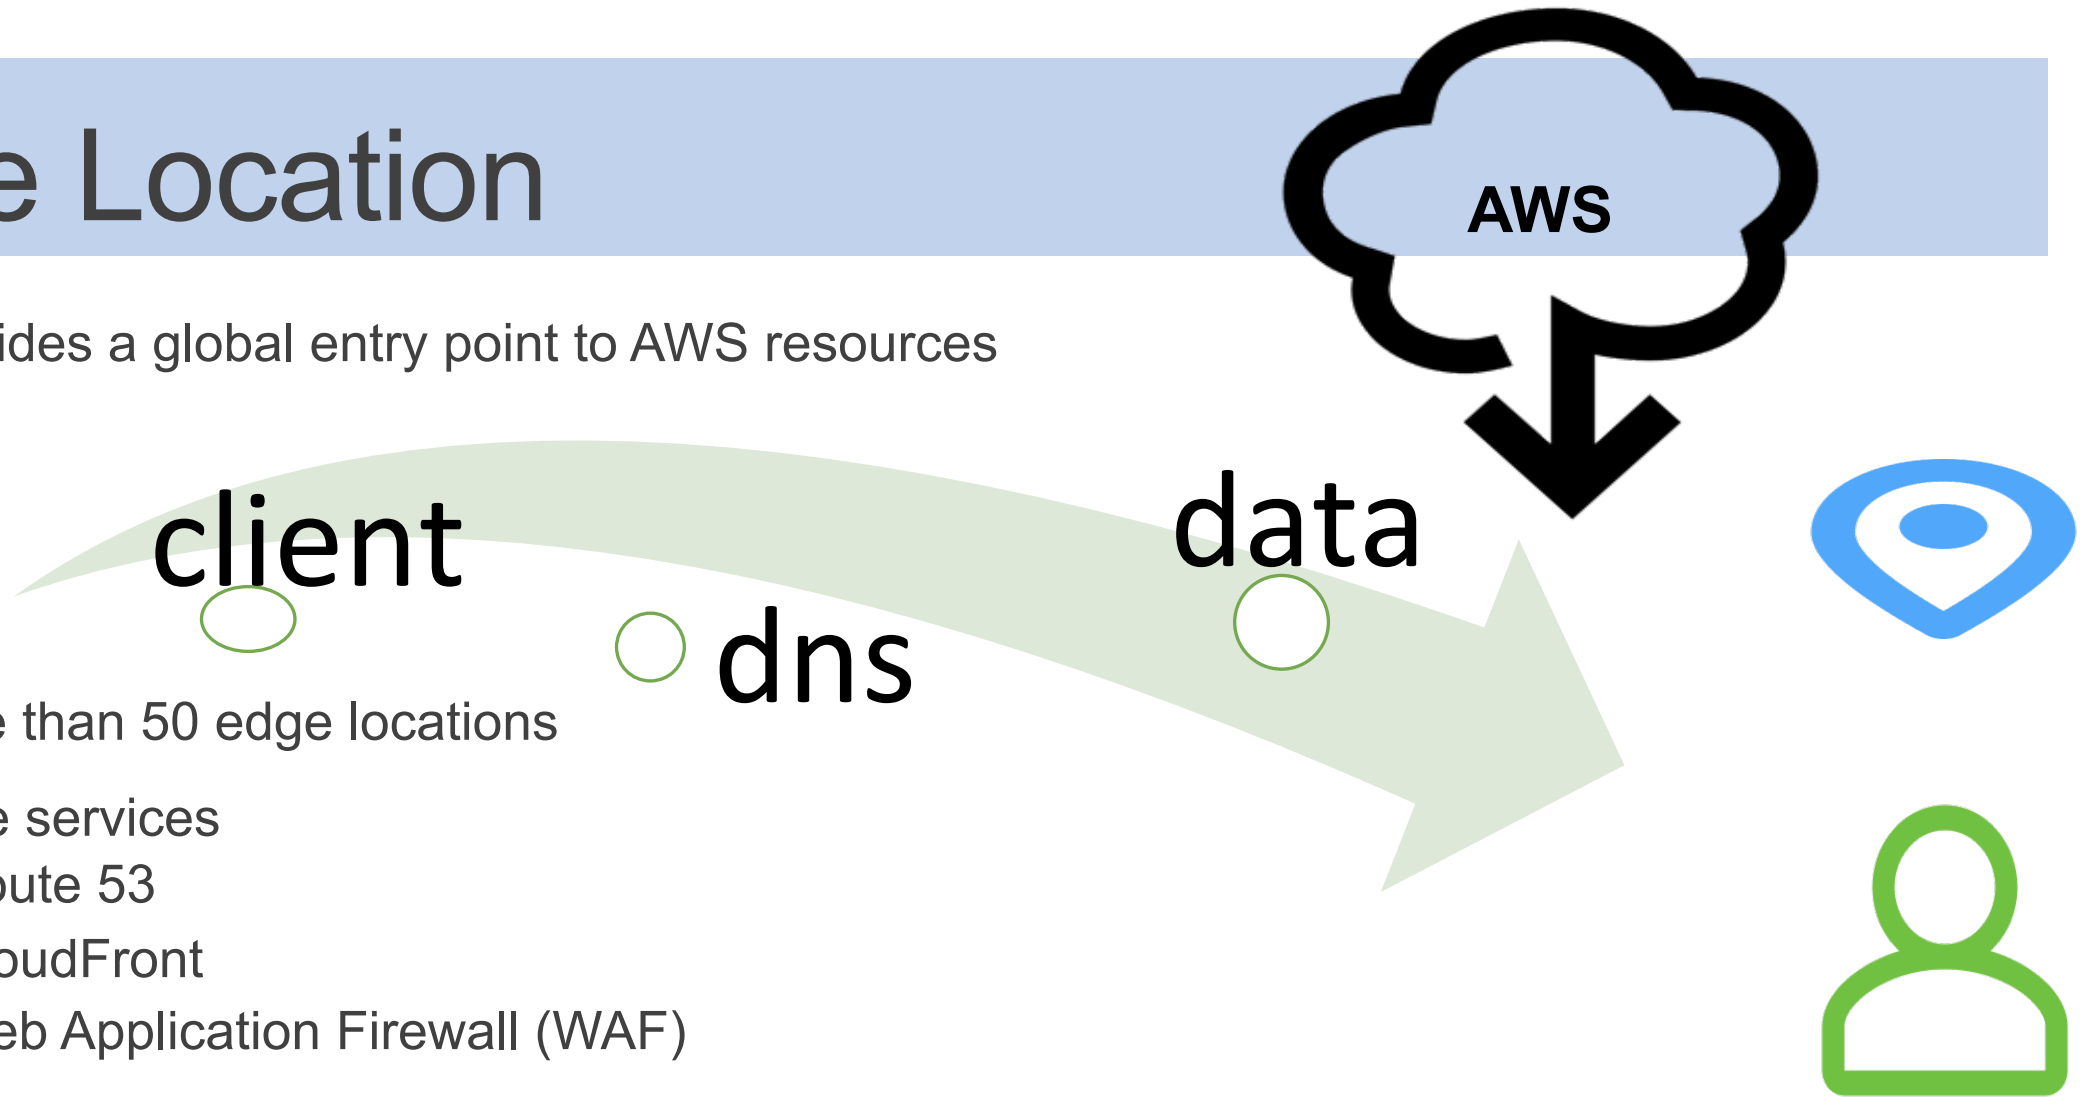 e Location
AWS
ides a global entry point to AWS resources
client
data
dns
e than 50 edge locations
e services
oute 53
oudFront
eb Application Firewall (WAF)